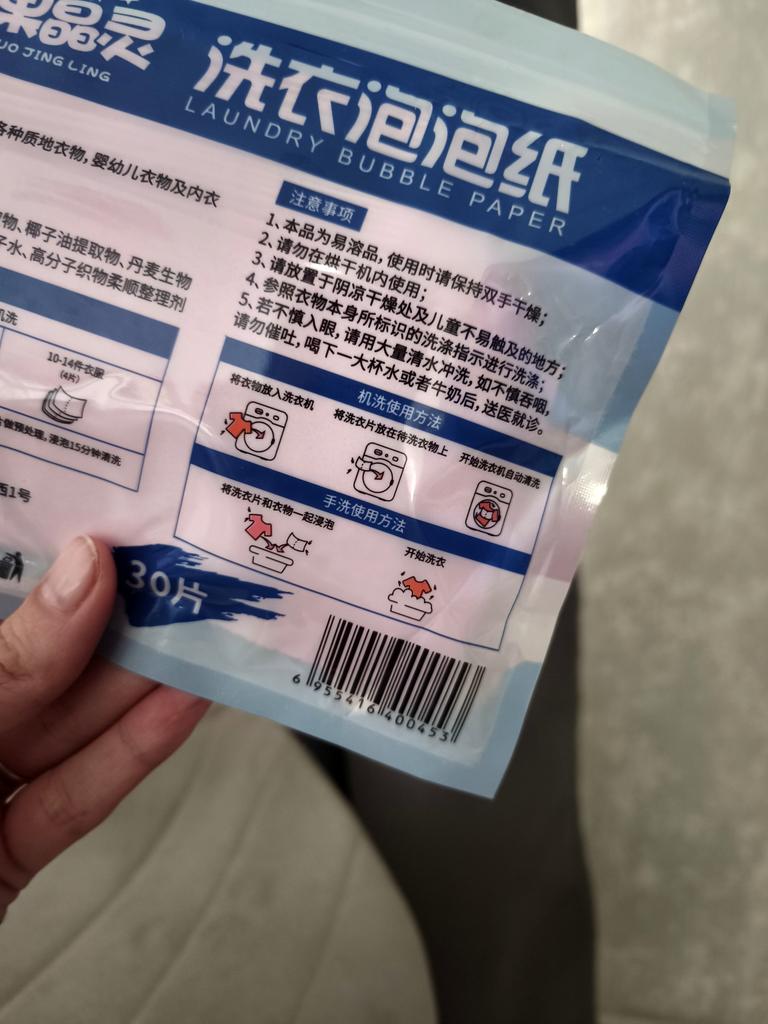 果晶灵
UO JING LING
洗衣泡泡纸
LAUNDRY BUBBLE PAPER
各种质地衣物,婴幼儿衣物及内衣
物、椰子油提取物、丹麦生物
子水、高分子织物柔顺整理剂
机洗
10-14件衣服
(4片)
做预处理,浸泡15分钟清洗
西1号
30片
注意事项
1、本品为易溶品,使用时请保持双手干燥;
2、请勿在烘干机内使用;
3、请放置于阴凉干燥处及儿童不易触及的地方;
4、参照衣物本身所标识的洗涤指示进行洗涤;
5、若不慎入眼,请用大量清水冲洗,如不慎吞咽,
请勿催吐,喝下一大杯水或者牛奶后,送医就诊。
机洗使用方法
将衣物放入洗衣机
将洗衣片放在待洗衣物上
开始洗衣机自动清洗
手洗使用方法
将洗衣片和衣物一起浸泡
开始洗衣
6 955416 400453